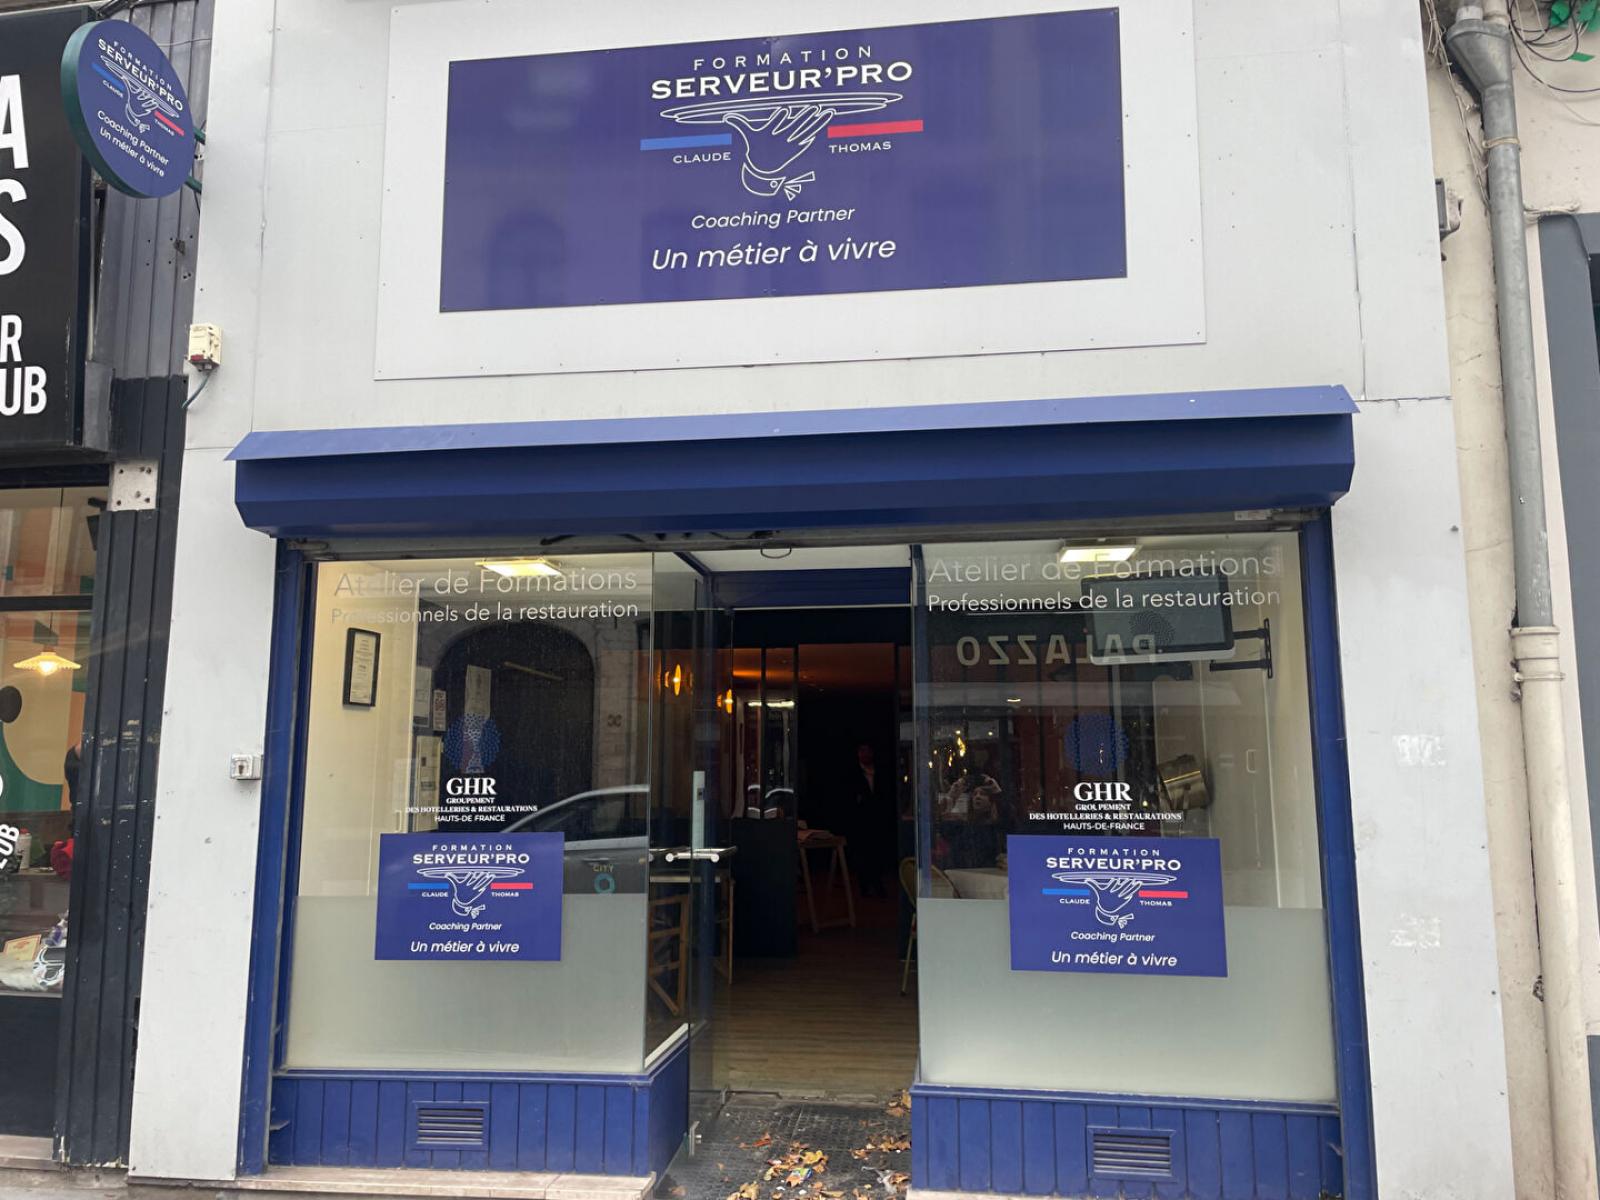 FORMATION
SERVEUR'PRO
CLAUDE THOMAS
Coaching Partner
Un métier à vivre
FORMATION
SERVEUR'PRO
CLAUDE THOMAS
Coaching Partner
Un métier à vivre
A
S
R
UB
Atelier de Formations
Professionnels de la restauration
Atelier de Formations
Professionnels de la restauration
PALAZZO
GHR
GROUPEMENT
DES HOTELLERIES & RESTAURATIONS
HAUTS-DE FRANCE
GHR
GROUPEMENT
DES HOTELLERIES & RESTAURATIONS
HAUTS-DE-FRANCE
FORMATION
SERVEUR'PRO
CLAUDE THOMAS
Coaching Partner
Un métier à vivre
CITY
FORMATION
SERVEUR'PRO
CLAUDE THOMAS
Coaching Partner
Un métier à vivre